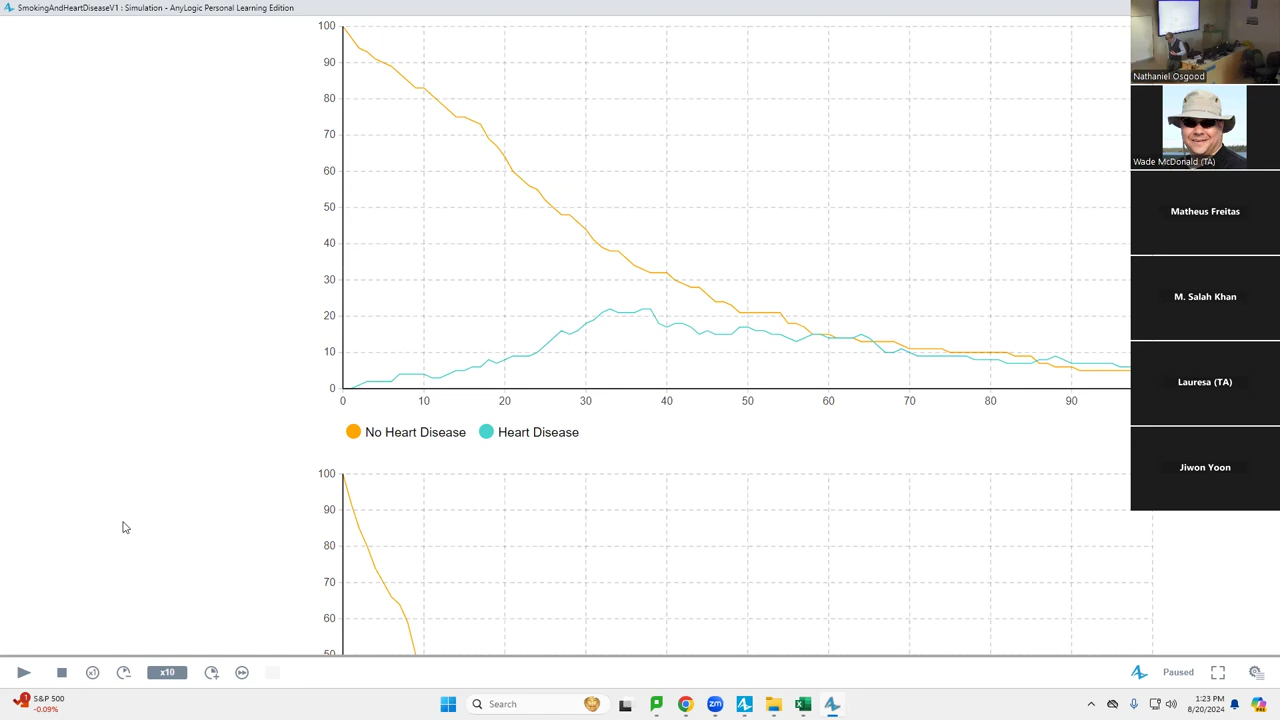 SmokingAndHeartDiseaseV1 : Simulation - AnyLogic Personal Learning Edition
100
90
80
70
60
50
40
30
20
10
0
0 10 20 30 40 50 60 70 80 90
No Heart Disease Heart Disease
100
90
80
70
60
50
Nathaniel Osgood
Wade McDonald (TA)
Matheus Freitas
M. Salah Khan
Lauresa (TA)
Jiwon Yoon
x1 x10 Paused
1 S&P 500
-0.09%
Search
1:23 PM
8/20/2024